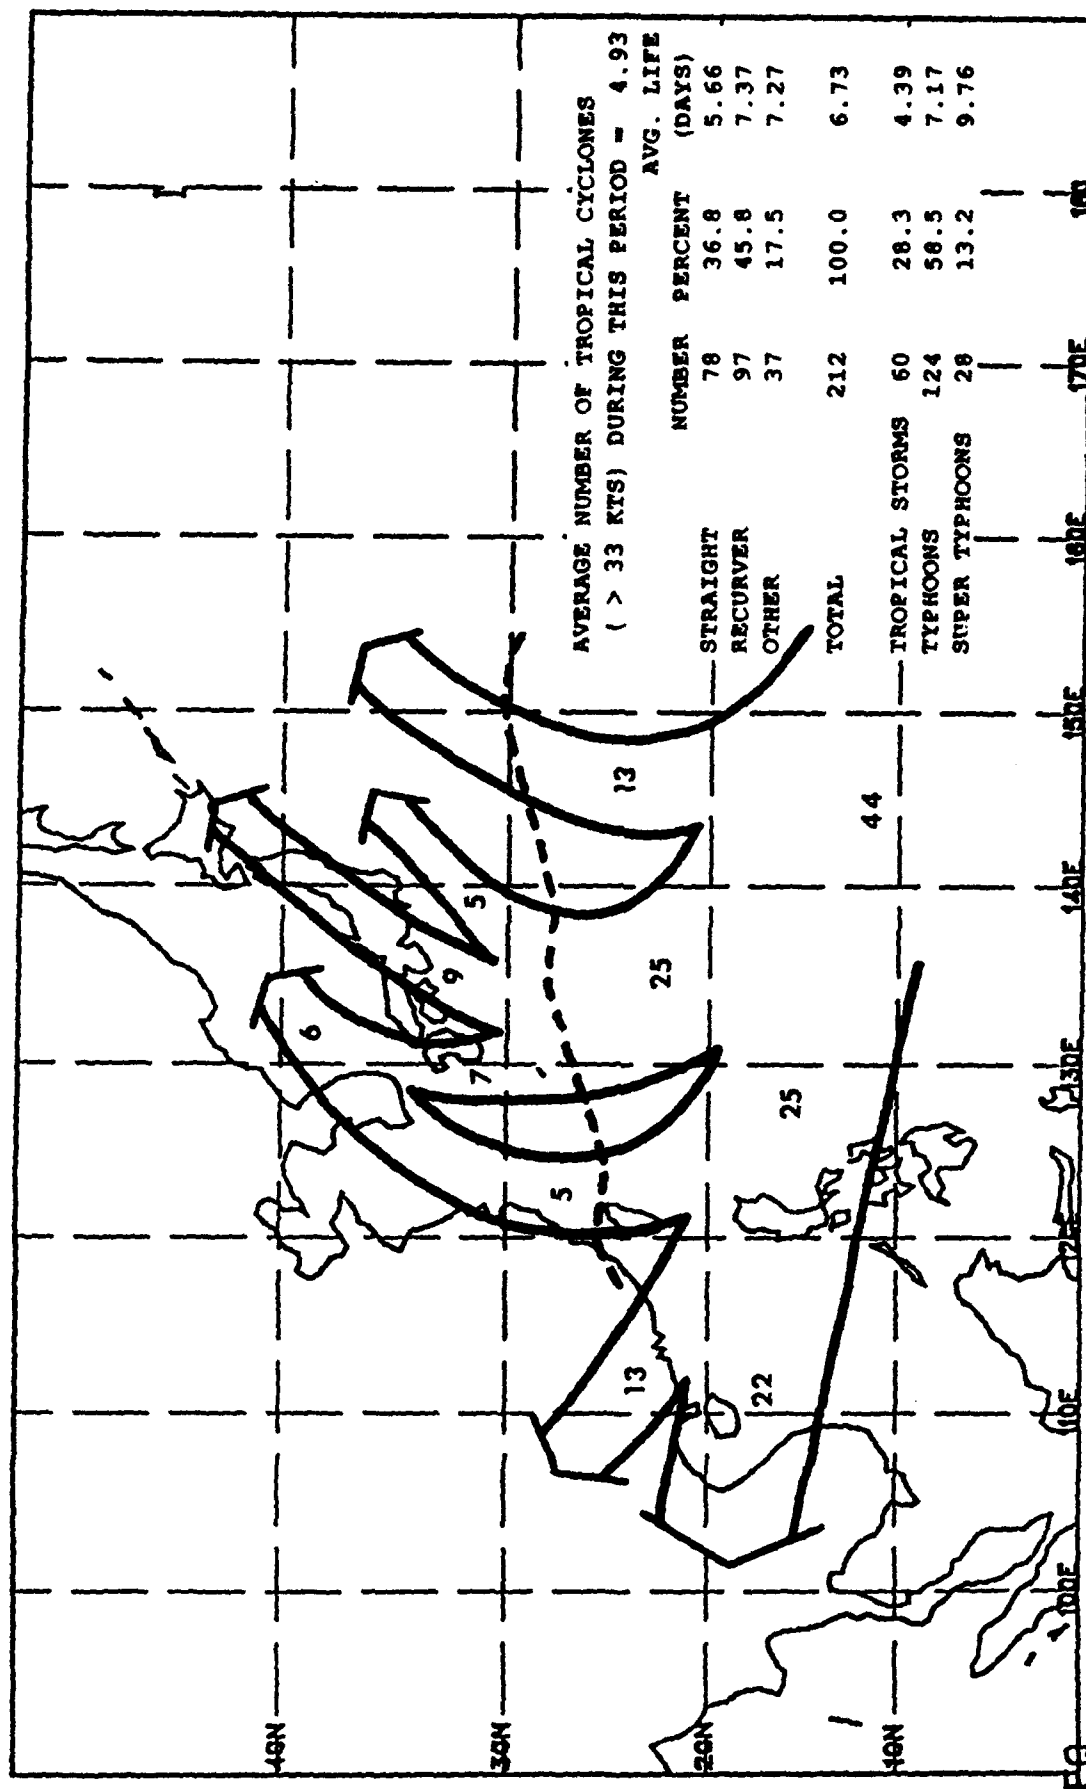 AVERAGE NUMBER OF TROPICAL CYCLONES
( > 33 KTS) DURING THIS PERIOD = 4.93
AVG. LIFE
NUMBER PERCENT (DAYS)
STRAIGHT 78 36.8 5.66
RECURVER 97 45.8 7.37
OTHER 37 17.5 7.27
TOTAL 212 100.0 6.73
TROPICAL STORMS 60 28.3 4.39
TYPHOONS 124 58.5 7.17
SUPER TYPHOONS 28 13.2 9.76
40N
30N
20N
10N
6
9
5
7
5
13
25
13
22
25
44
100E
110E
120E
130E
140E
150E
160E
170E
180